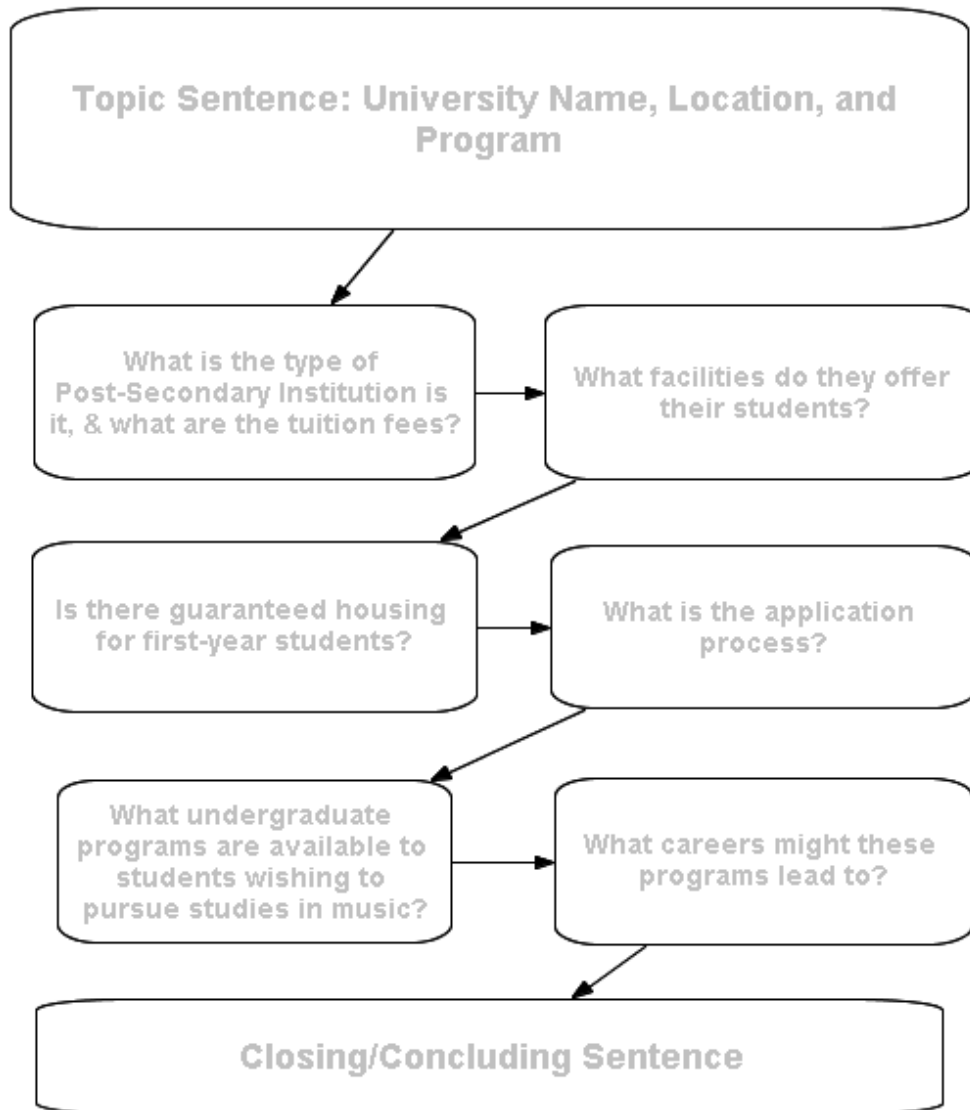 Topic Sentence: University Name, Location, and
Program
What is the type of
Post-Secondary Institution is
it, & what are the tuition fees?
What facilities do they offer
their students?
Is there guaranteed housing
for first-year students?
What is the application
process?
What undergraduate
programs are available to
students wishing to
pursue studies in music?
What careers might these
programs lead to?
Closing/Concluding Sentence